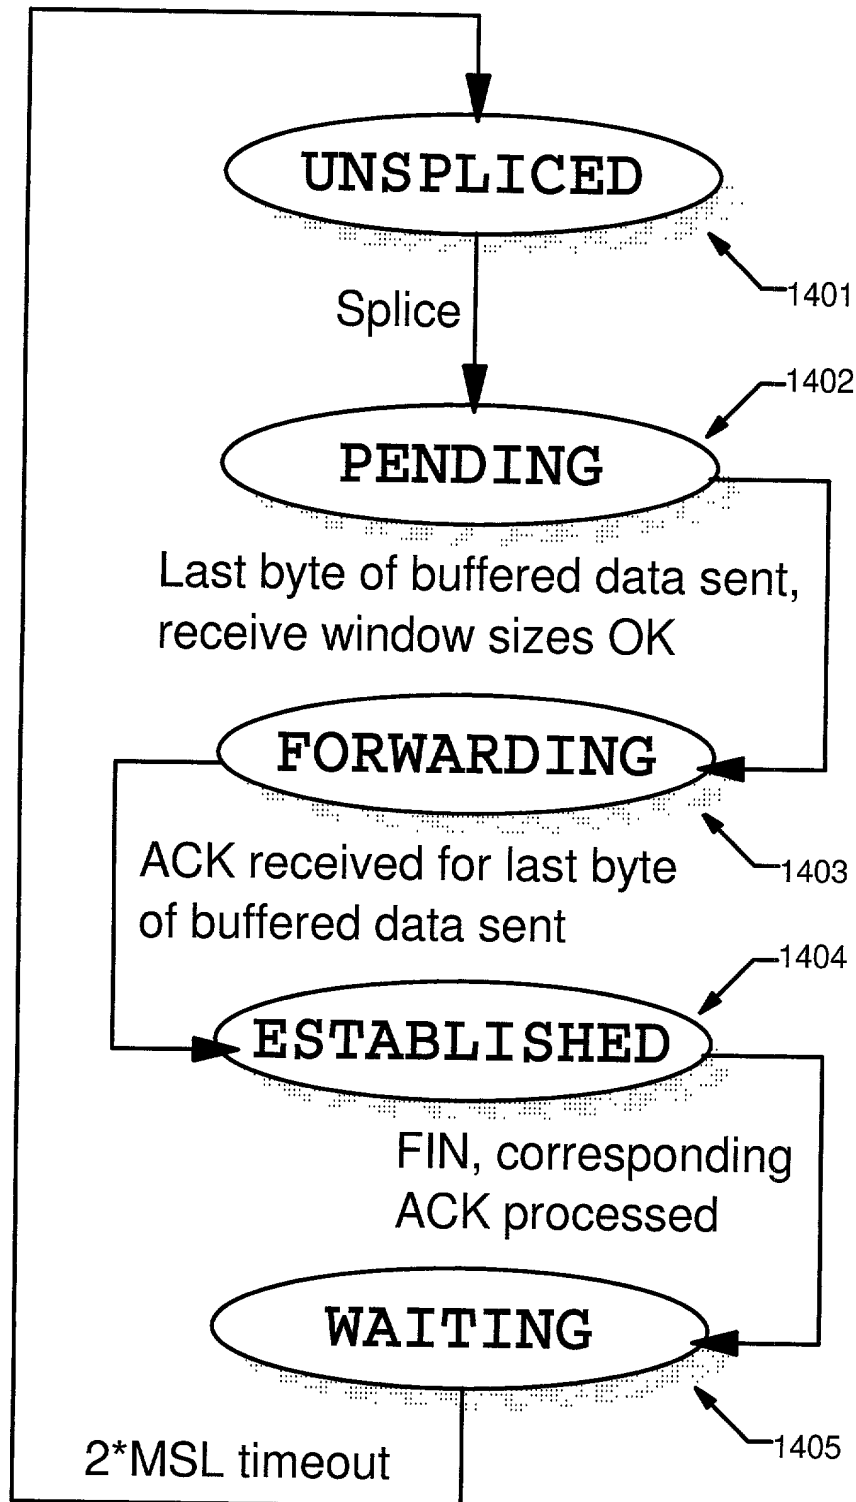 UNSPLICED
1401
Splice
1402
PENDING
Last byte of buffered data sent,
receive window sizes OK
FORWARDING
1403
ACK received for last byte
of buffered data sent
1404
ESTABLISHED
FIN, corresponding
ACK processed
WAITING
1405
2*MSL timeout